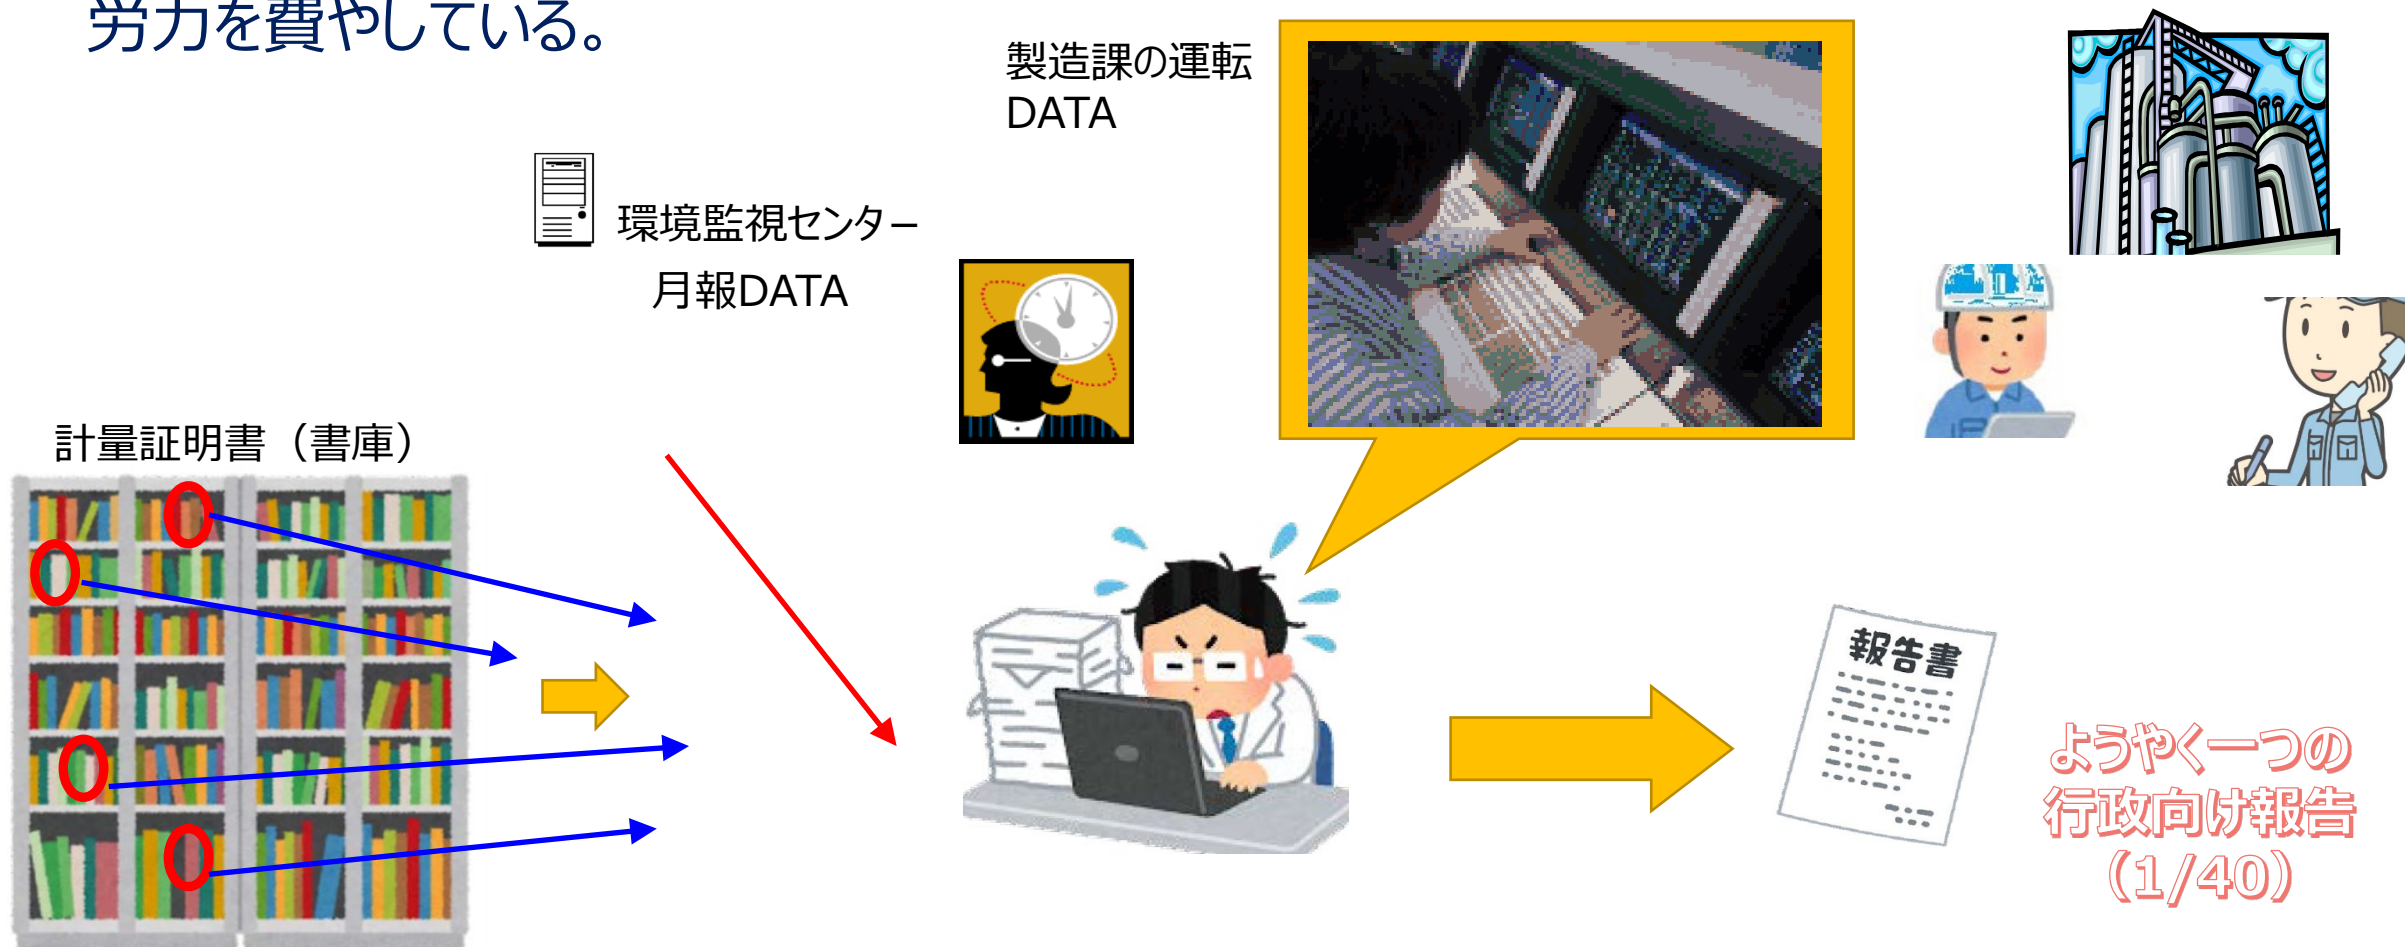 労力を費やしている。
製造課の運転
DATA
環境監視センター
月報DATA
計量証明書（書庫）
報告書
ようやく一つの
行政向け報告
（1/40）